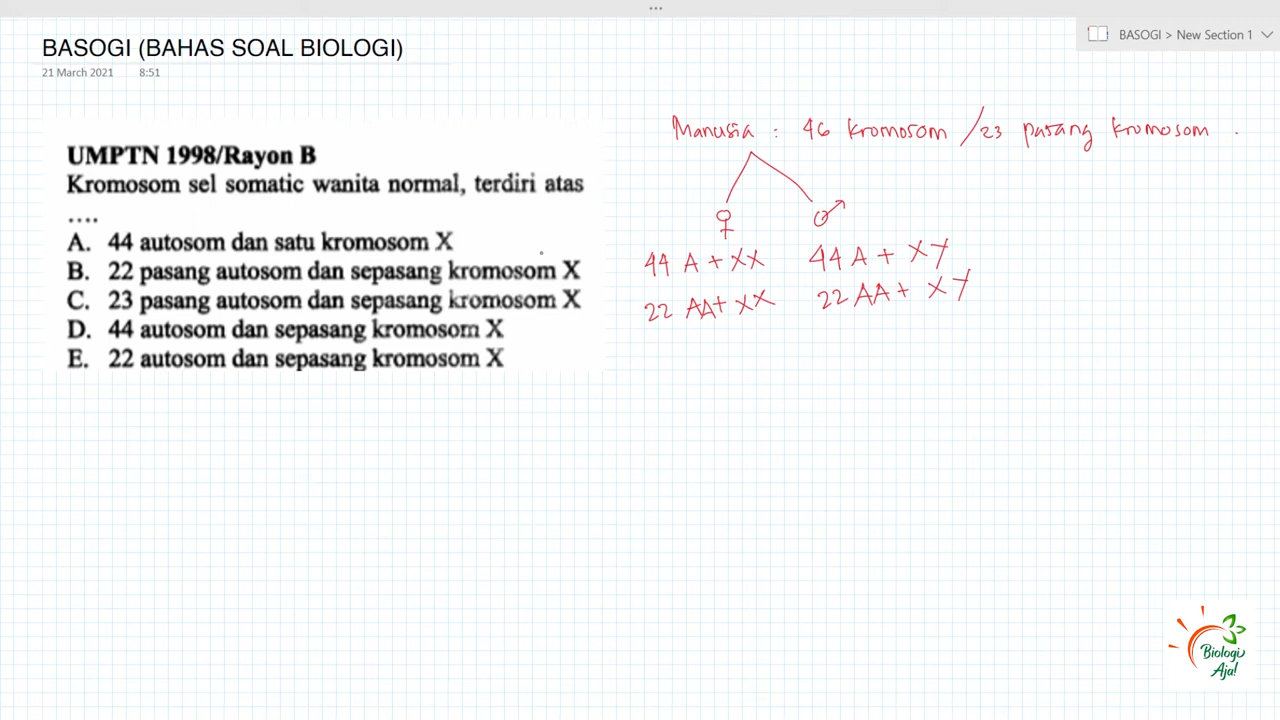 BASOGI > New Section 1
BASOGI (BAHAS SOAL BIOLOGI)
21 March 2021 8:51
UMPTN 1998/Rayon B
Kromosom sel somatic wanita normal, terdiri atas
....
A. 44 autosom dan satu kromosom X
B. 22 pasang autosom dan sepasang kromosom X
C. 23 pasang autosom dan sepasang kromosom X
D. 44 autosom dan sepasang kromosom X
E. 22 autosom dan sepasang kromosom X
Manusia : 46 kromosom / 23 pasang kromosom .
♀ ♂
44 A + XX 44 A + XY
22 AA+ XX 22 AA+ XY
Biologi
Aja!